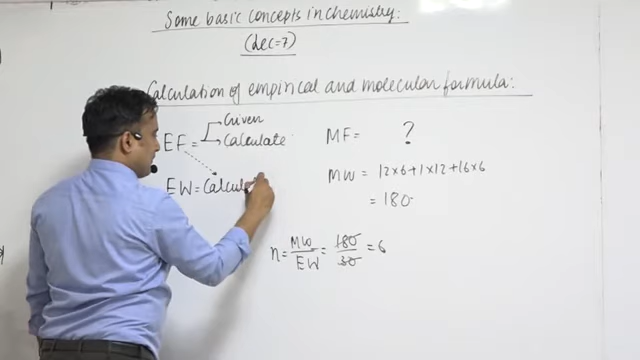 Some basic concepts in chemistry:
(Lec=7)
Calculation of empirical and molecular formula:
EF = Given
Calculate
MF = ?
MW = 12×6+1×12+16×6
= 180
EW = Calcul
n = MW/EW = 180/30 = 6